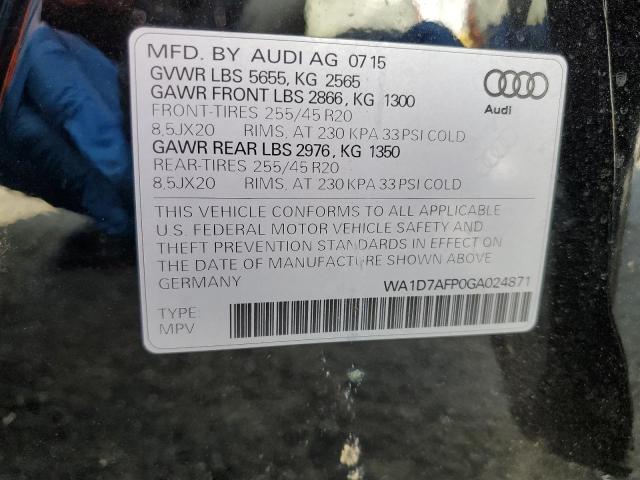 MFD. BY AUDI AG 07 15
GVWR LBS 5655, KG 2565
GAWR FRONT LBS 2866, KG 1300
FRONT-TIRES 255/45 R20
8,5JX20 RIMS, AT 230 KPA 33 PSI COLD
GAWR REAR LBS 2976, KG 1350
REAR-TIRES 255/45 R20
8,5JX20 RIMS, AT 230 KPA 33 PSI COLD
Audi
THIS VEHICLE CONFORMS TO ALL APPLICABLE
U.S. FEDERAL MOTOR VEHICLE SAFETY AND
THEFT PREVENTION STANDARDS IN EFFECT ON
THE DATE OF MANUFACTURE SHOWN ABOVE
GERMANY WA1D7AFP0GA024871
TYPE:
MPV